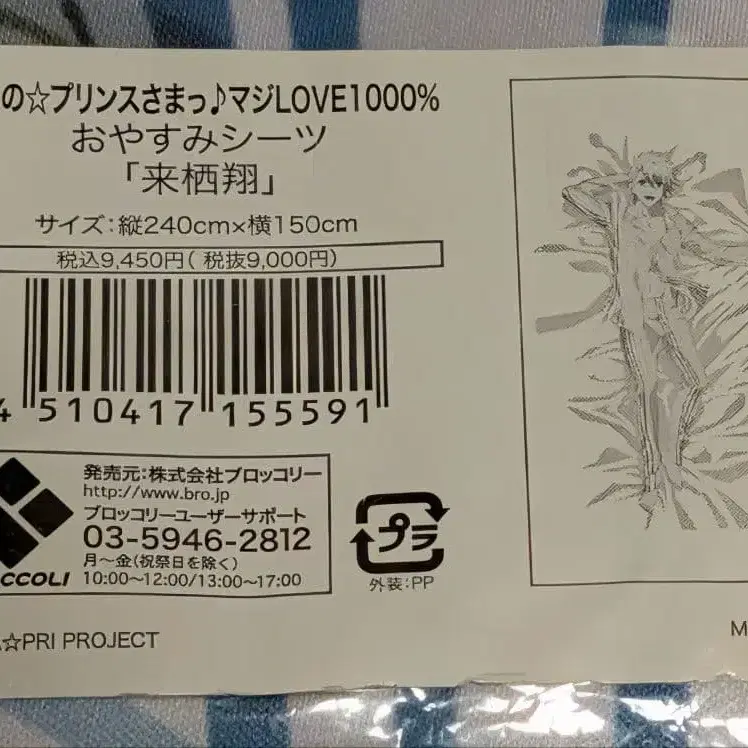 の☆プリンスさまっ♪マジLOVE1000%
おやすみシーツ
「来栖翔」
サイズ:縦240cm×横150cm
税込9,450円(税抜9,000円)
4 510417 155591
発売元:株式会社ブロッコリー
http://www.bro.jp
ブロッコリーユーザーサポート
03-5946-2812
月〜金(祝祭日を除く)
10:00〜12:00/13:00〜17:00
CCOLI
プラ
外装:PP
☆PRI PROJECT
M